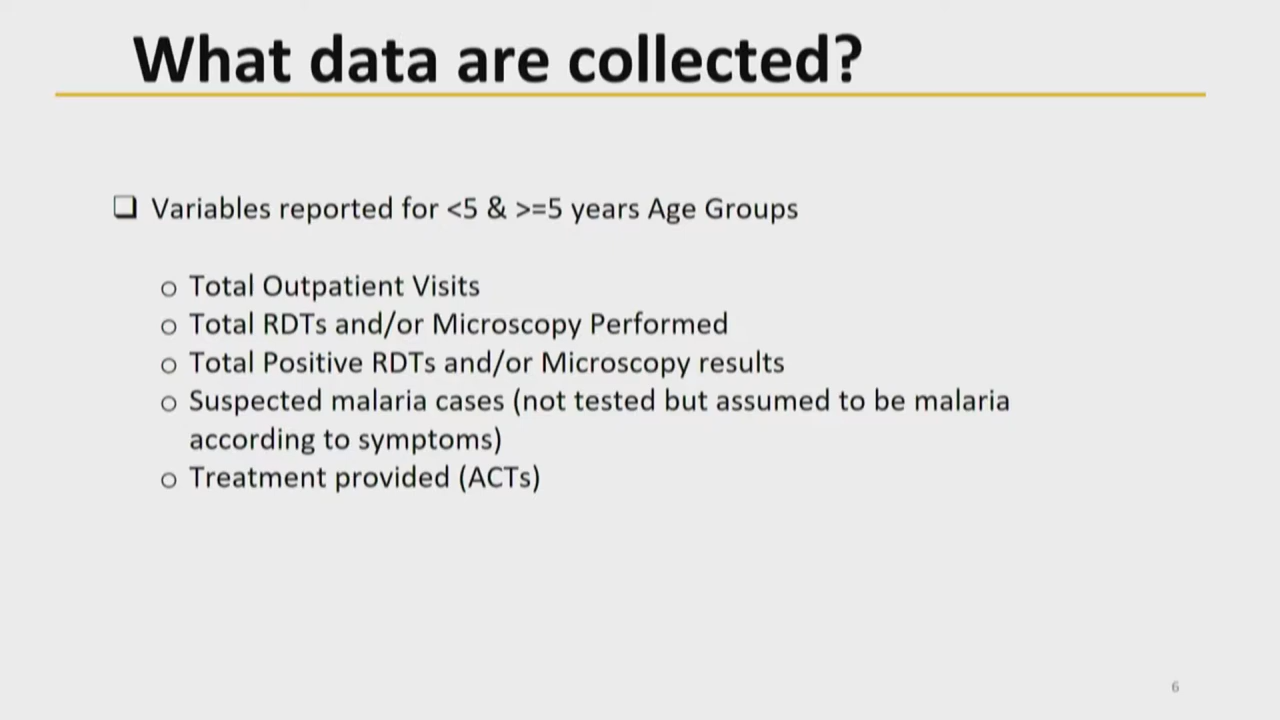 What data are collected?
❑ Variables reported for <5 & >=5 years Age Groups
o Total Outpatient Visits
o Total RDTs and/or Microscopy Performed
o Total Positive RDTs and/or Microscopy results
o Suspected malaria cases (not tested but assumed to be malaria
according to symptoms)
o Treatment provided (ACTs)
6